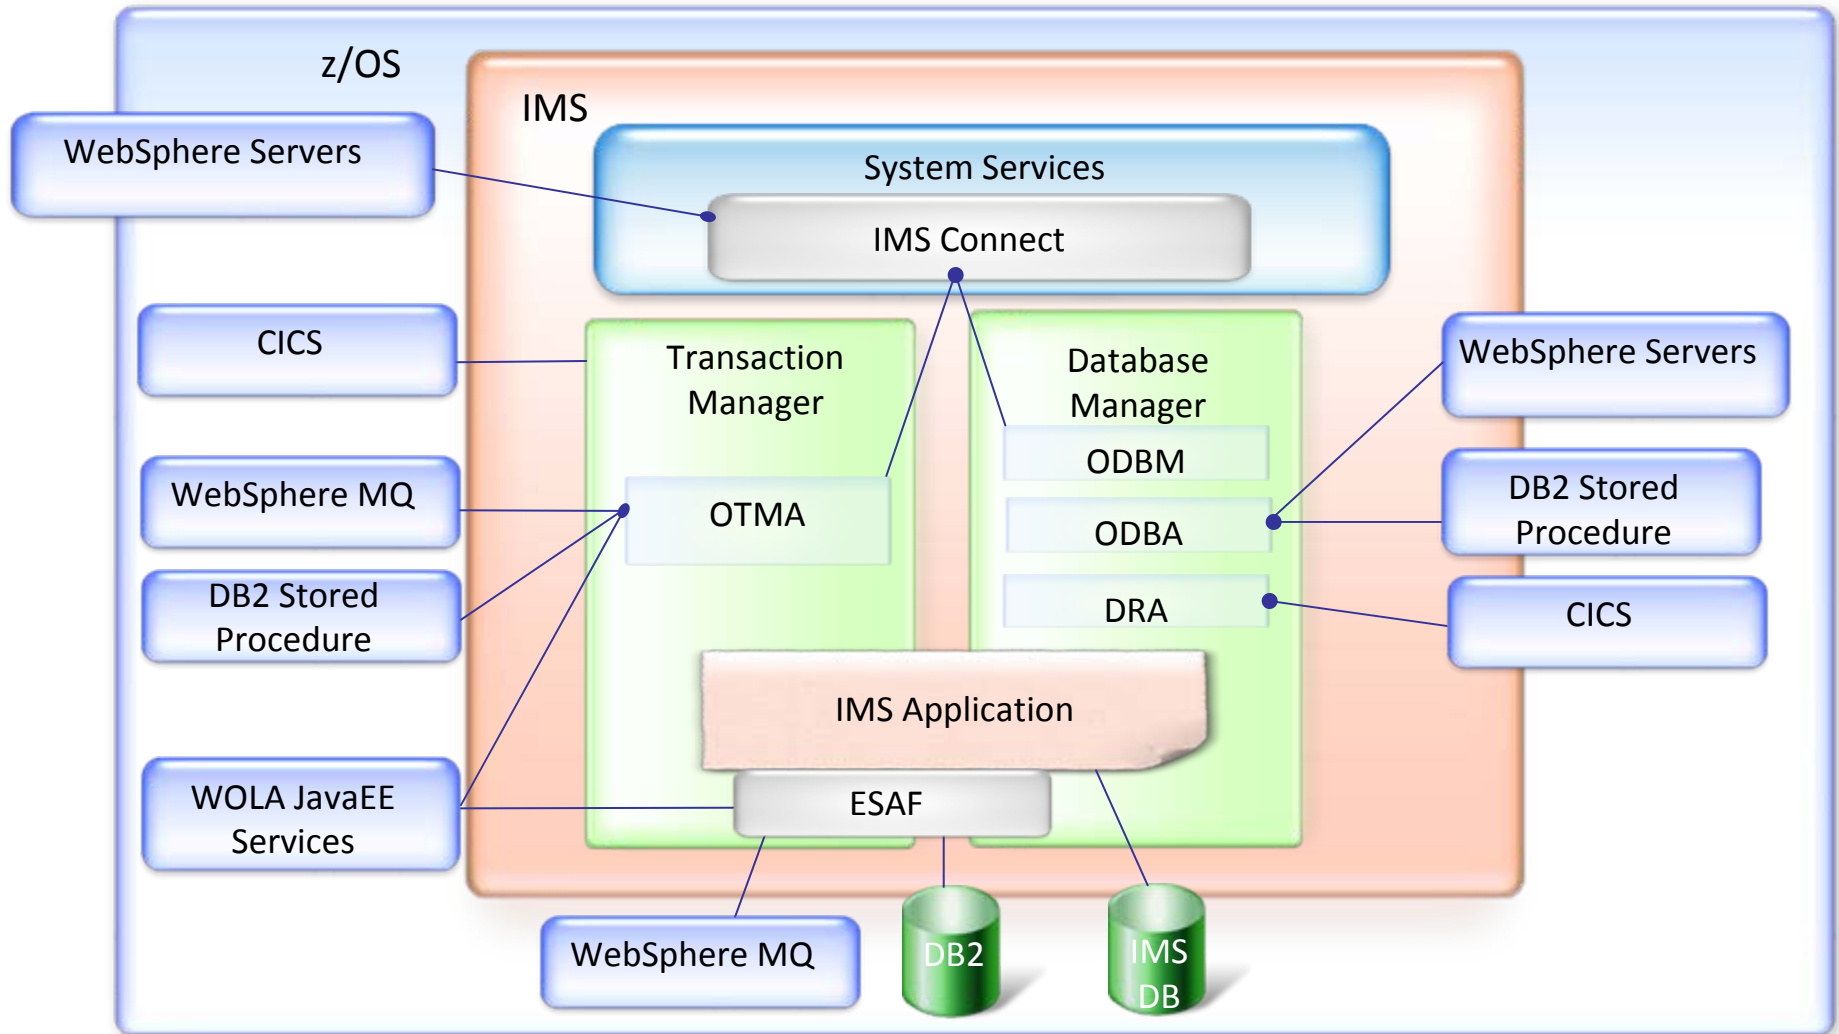 z/OS
IMS
WebSphere Servers
System Services
IMS Connect
CICS
Transaction
Manager
Database
Manager
WebSphere Servers
ODBM
WebSphere MQ
OTMA
ODBA
DB2 Stored
Procedure
DB2 Stored
Procedure
DRA
CICS
IMS Application
WOLA JavaEE
Services
ESAF
WebSphere MQ
DB2
IMS
DB